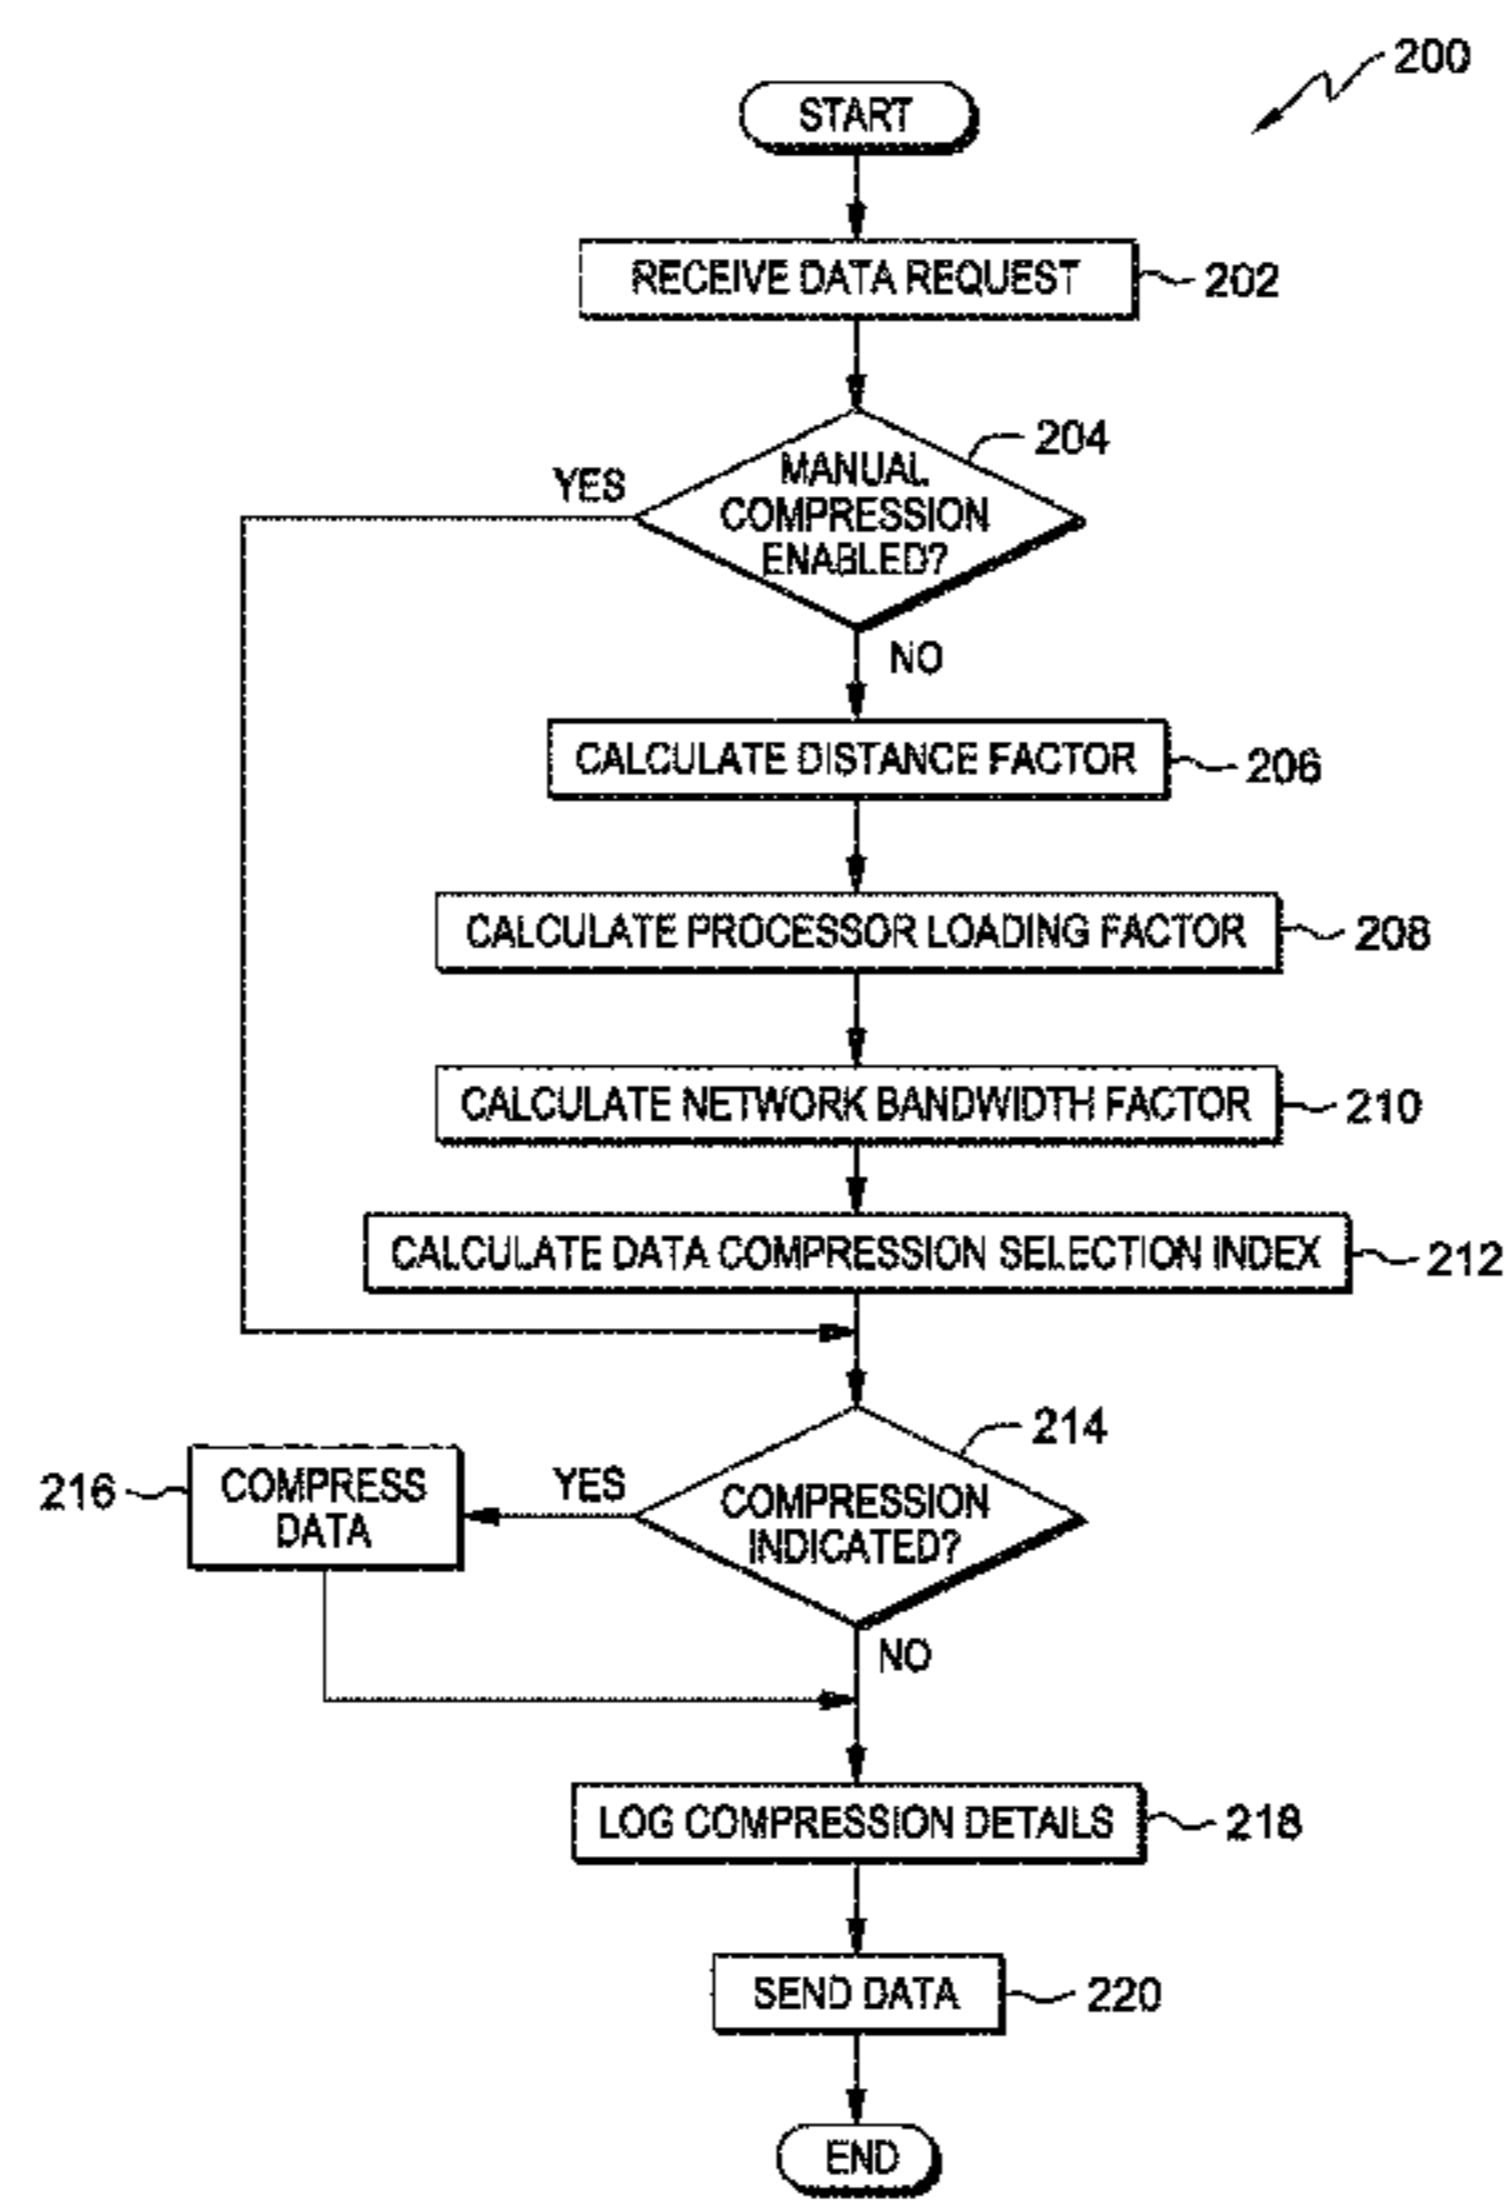 200
START
RECEIVE DATA REQUEST
202
204
MANUAL
COMPRESSION
ENABLED?
YES
NO
CALCULATE DISTANCE FACTOR
206
CALCULATE PROCESSOR LOADING FACTOR
208
CALCULATE NETWORK BANDWIDTH FACTOR
210
CALCULATE DATA COMPRESSION SELECTION INDEX
212
214
COMPRESSION
INDICATED?
YES
216
COMPRESS
DATA
NO
LOG COMPRESSION DETAILS
218
SEND DATA
220
END